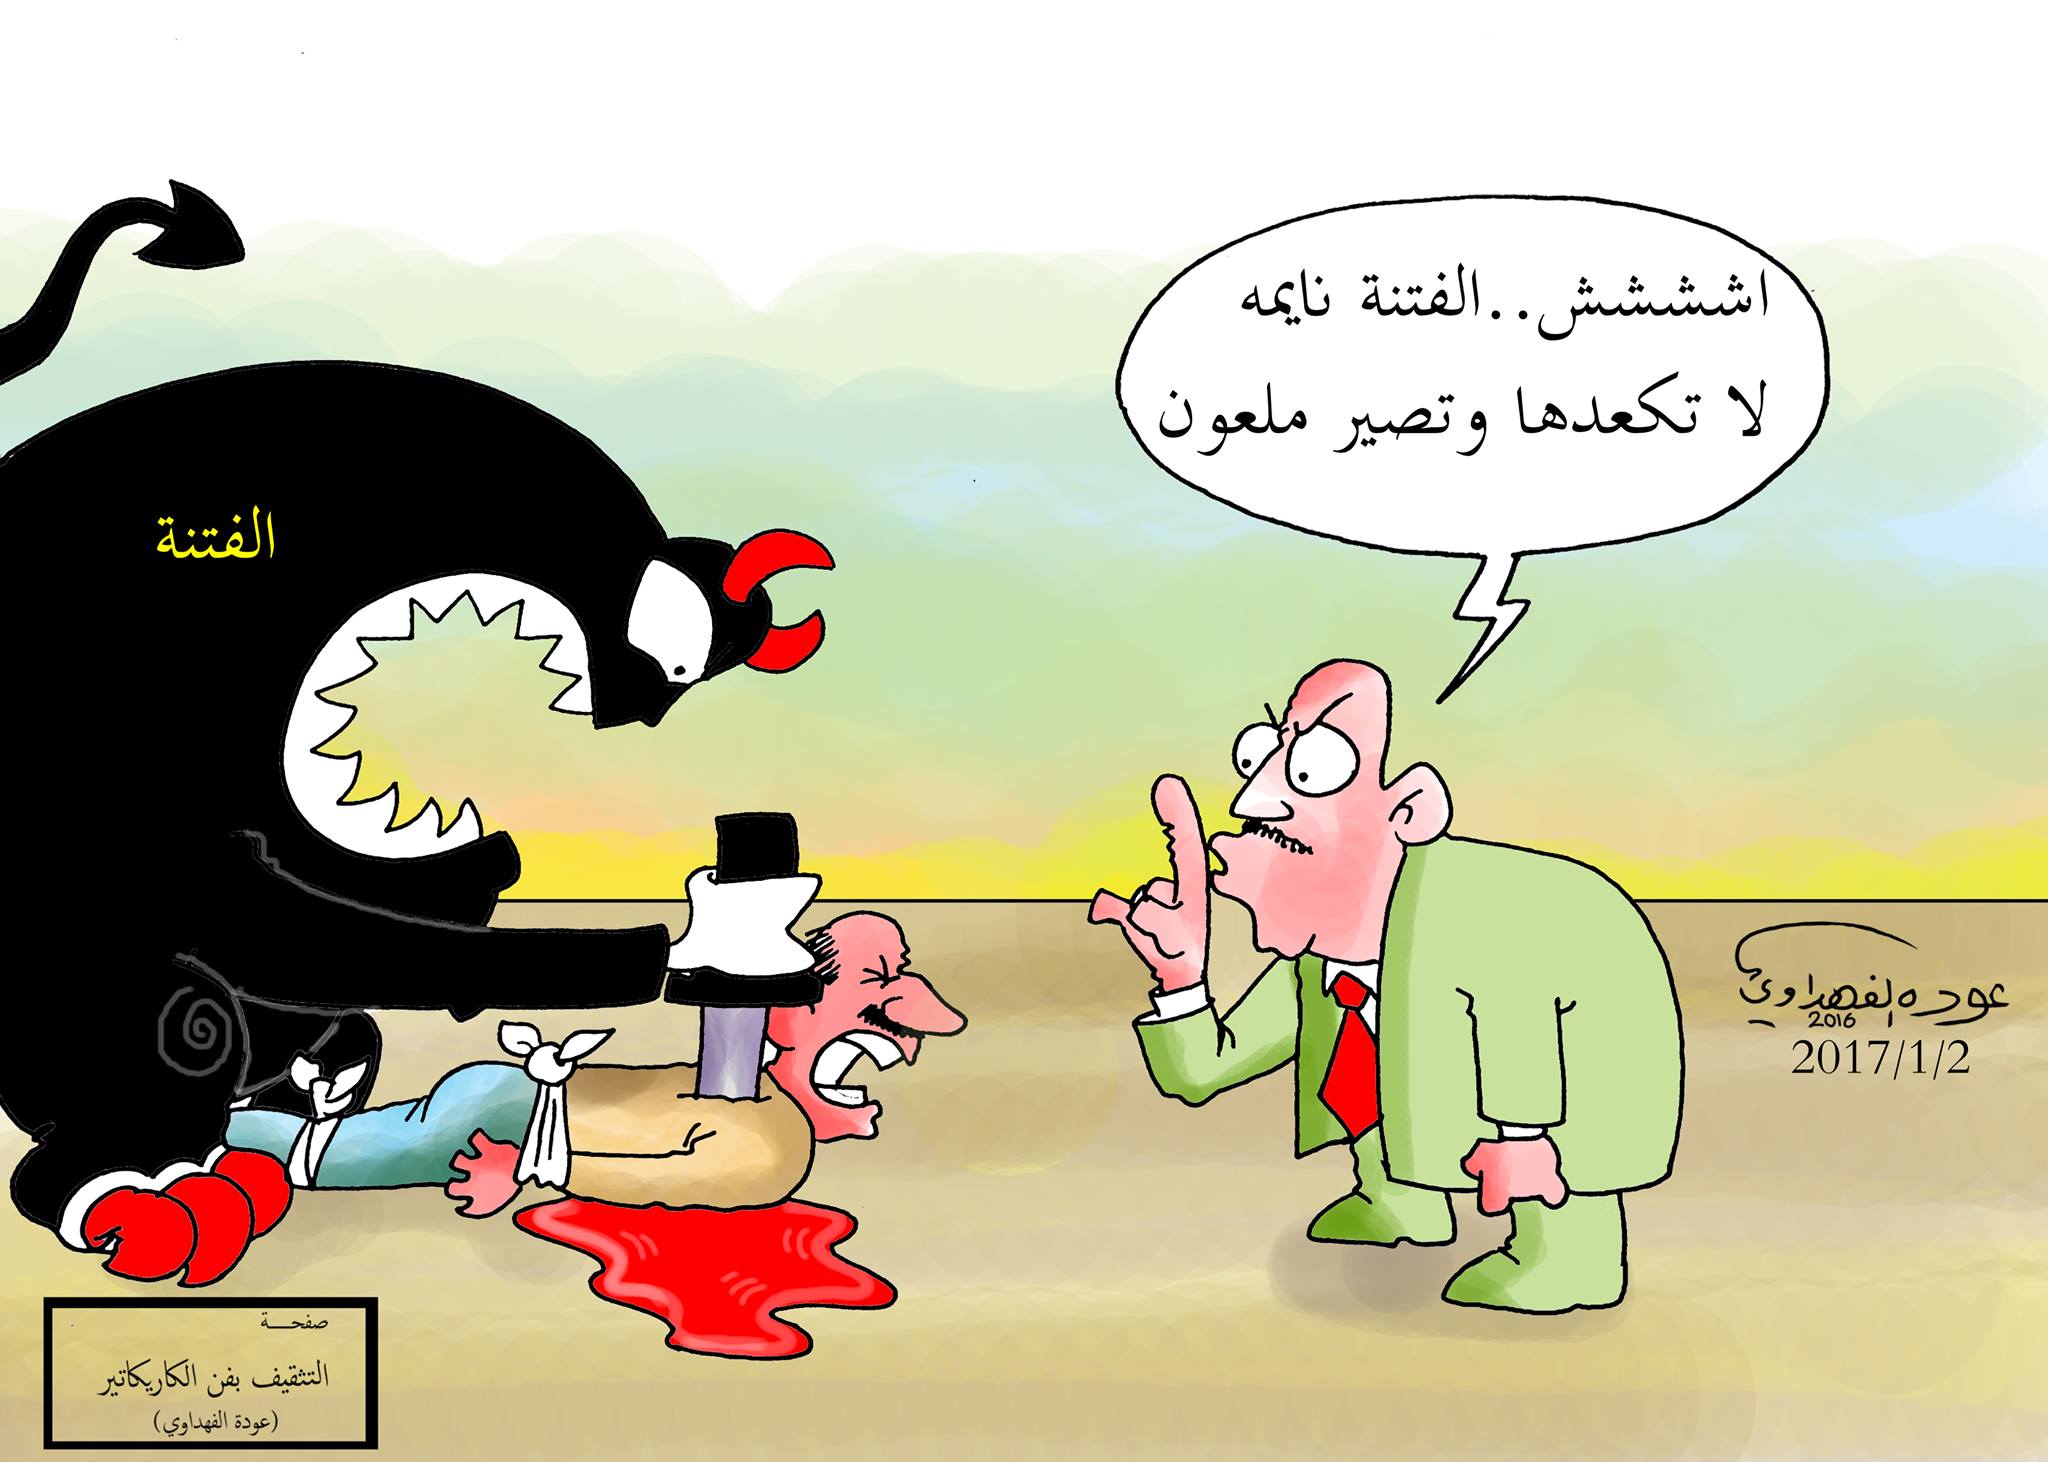 اشششش..الفتنة نايمه
لا تكعدها وتصير ملعون
الفتنة
عوده الفهداوي
2016
2017/1/2
صفحـــة
التثقيف بفن الكاريكاتير
(عودة الفهداوي)